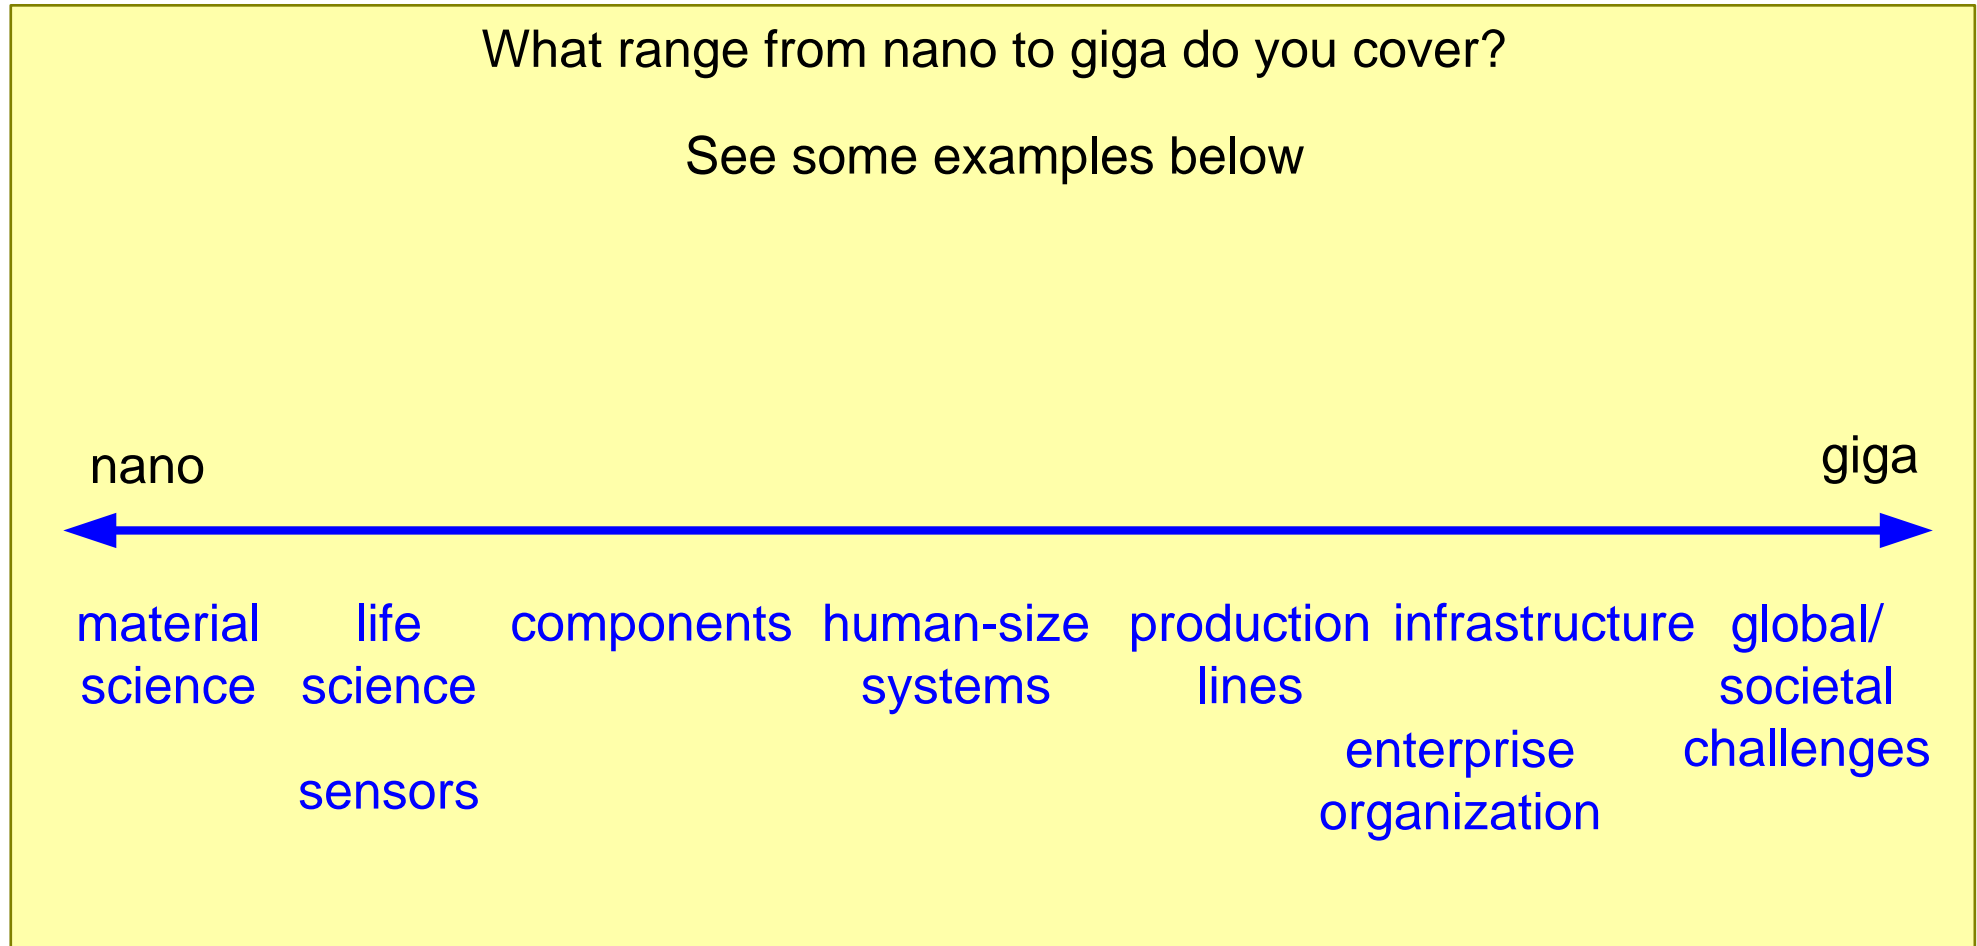 What range from nano to giga do you cover?
See some examples below
nano
giga
material
science
life
science
sensors
components
human-size
systems
production
lines
infrastructure
enterprise
organization
global/
societal
challenges